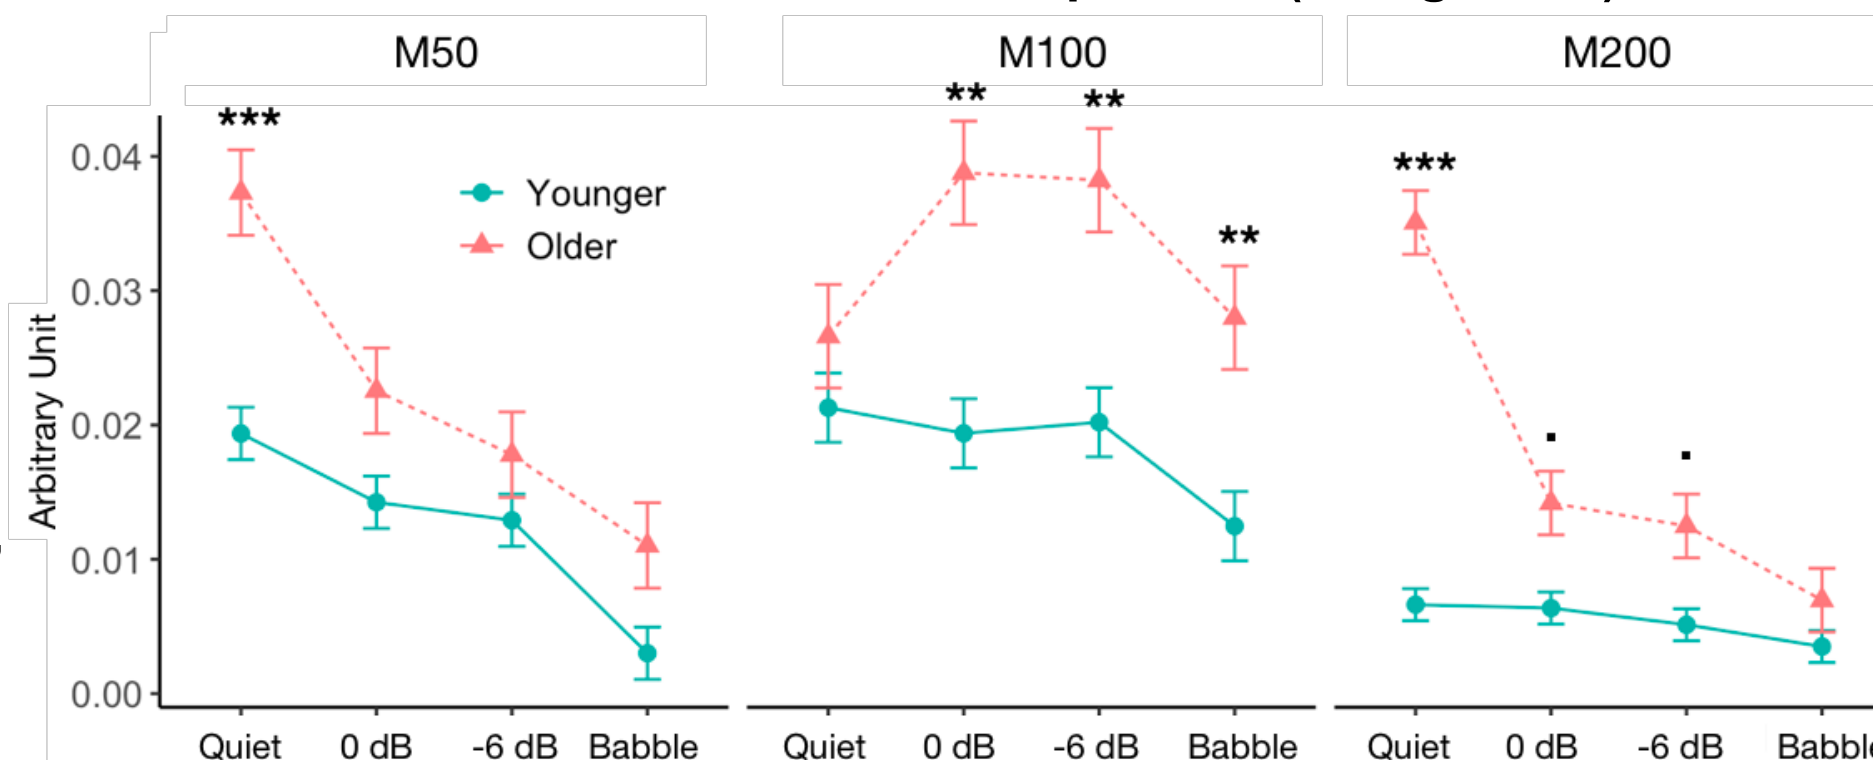 M50
M100
M200
***
**
**
**
***
.
.
Arbitrary Unit
0.04
0.03
0.02
0.01
0.00
Younger
Older
Quiet
0 dB
-6 dB
Babble
Quiet
0 dB
-6 dB
Babble
Quiet
0 dB
-6 dB
Babble